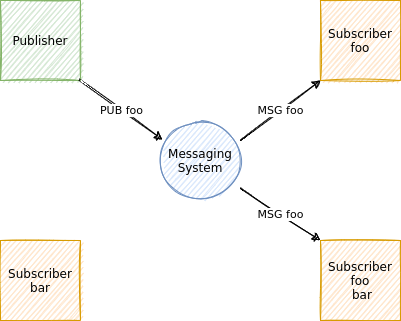 Publisher
Subscriber
foo
PUB foo
MSG foo
Messaging
System
MSG foo
Subscriber
bar
Subscriber
foo
bar